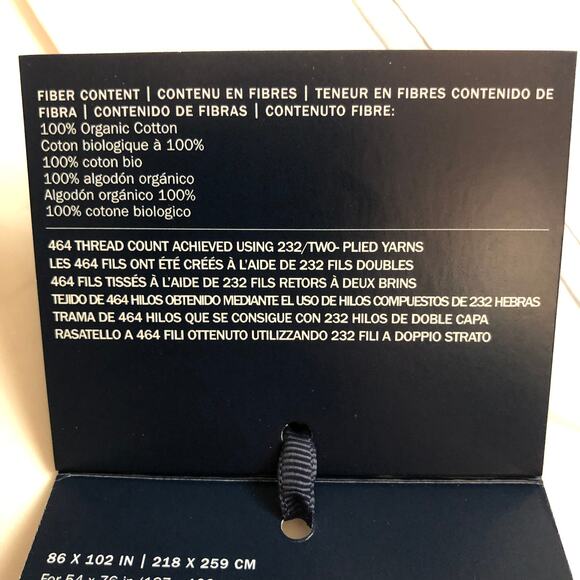 FIBER CONTENT | CONTENU EN FIBRES | TENEUR EN FIBRES CONTENIDO DE
FIBRA | CONTENIDO DE FIBRAS | CONTENUTO FIBRE:
100% Organic Cotton
Coton biologique à 100%
100% coton bio
100% algodón orgánico
Algodón orgánico 100%
100% cotone biologico
464 THREAD COUNT ACHIEVED USING 232/TWO- PLIED YARNS
LES 464 FILS ONT ÉTÉ CRÉÉS À L'AIDE DE 232 FILS DOUBLES
464 FILS TISSÉS À L'AIDE DE 232 FILS RETORS À DEUX BRINS
TEJIDO DE 464 HILOS OBTENIDO MEDIANTE EL USO DE HILOS COMPUESTOS DE 232 HEBRAS
TRAMA DE 464 HILOS QUE SE CONSIGUE CON 232 HILOS DE DOBLE CAPA
RASATELLO A 464 FILI OTTENUTO UTILIZZANDO 232 FILI A DOPPIO STRATO
86 X 102 IN | 218 X 259 CM
For 54 x 76 in